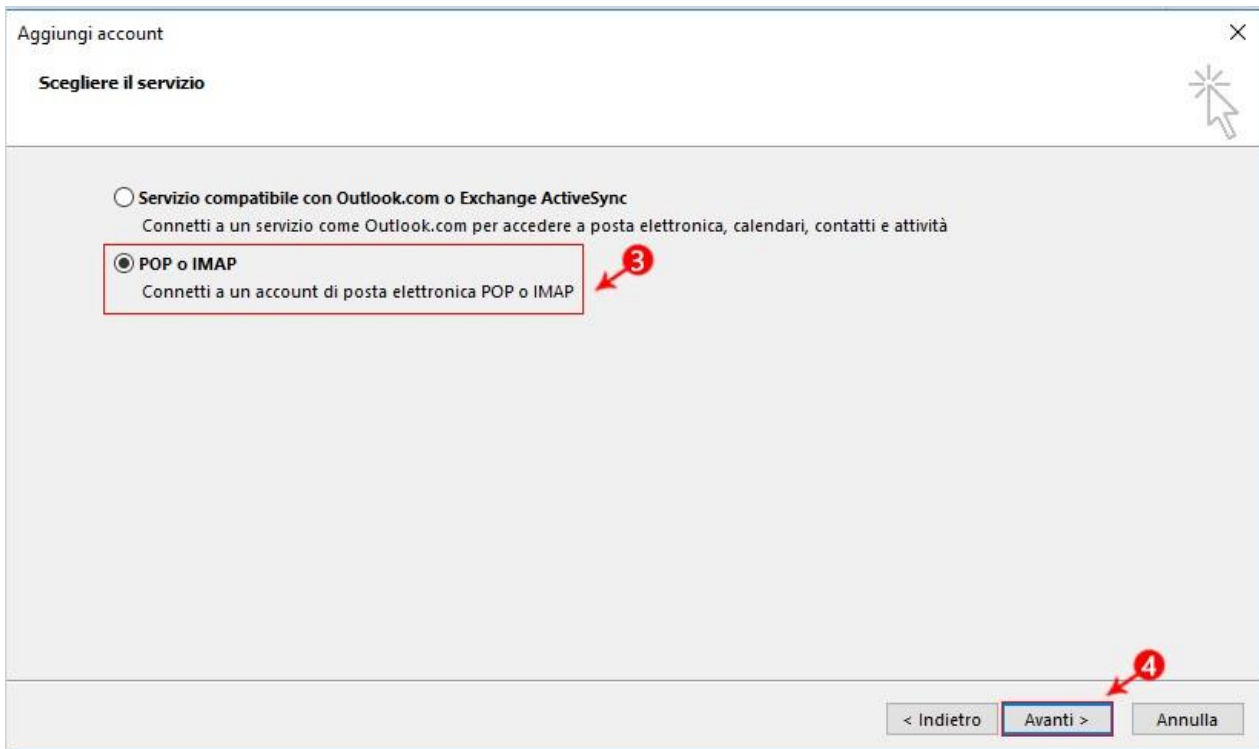 Aggiungi account
Scegliere il servizio
Servizio compatibile con Outlook.com o Exchange ActiveSync
Connetti a un servizio come Outlook.com per accedere a posta elettronica, calendari, contatti e attività
POP o IMAP
3
Connetti a un account di posta elettronica POP o IMAP
4
< Indietro
Avanti >
Annulla